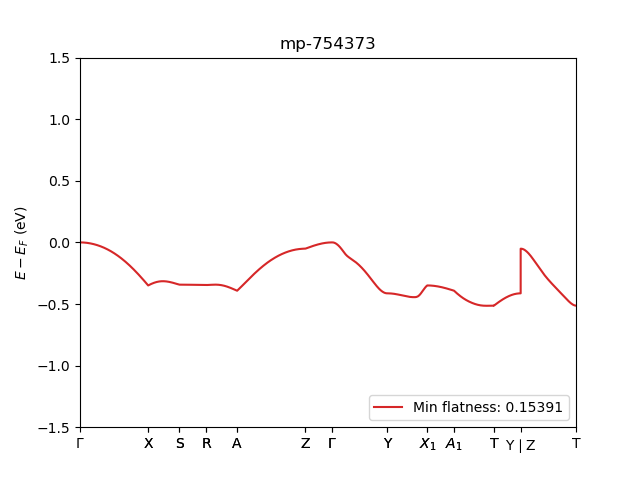 mp-754373
E − E_F (eV)
1.5
1.0
0.5
0.0
−0.5
−1.0
−1.5
Min flatness: 0.15391
Γ X S R A Z Γ Y X₁ A₁ T Y | Z T